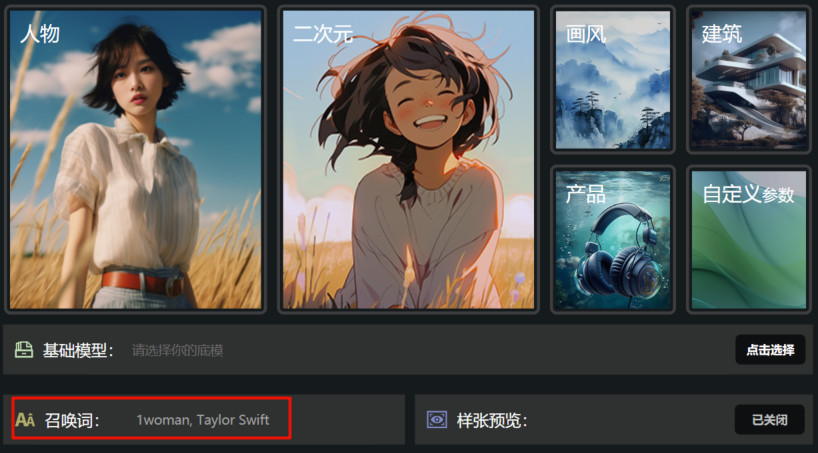 人物
二次元
画风
建筑
产品
自定义参数
基础模型：
请选择你的底模
点击选择
召唤词：
1woman, Taylor Swift
样张预览：
已关闭